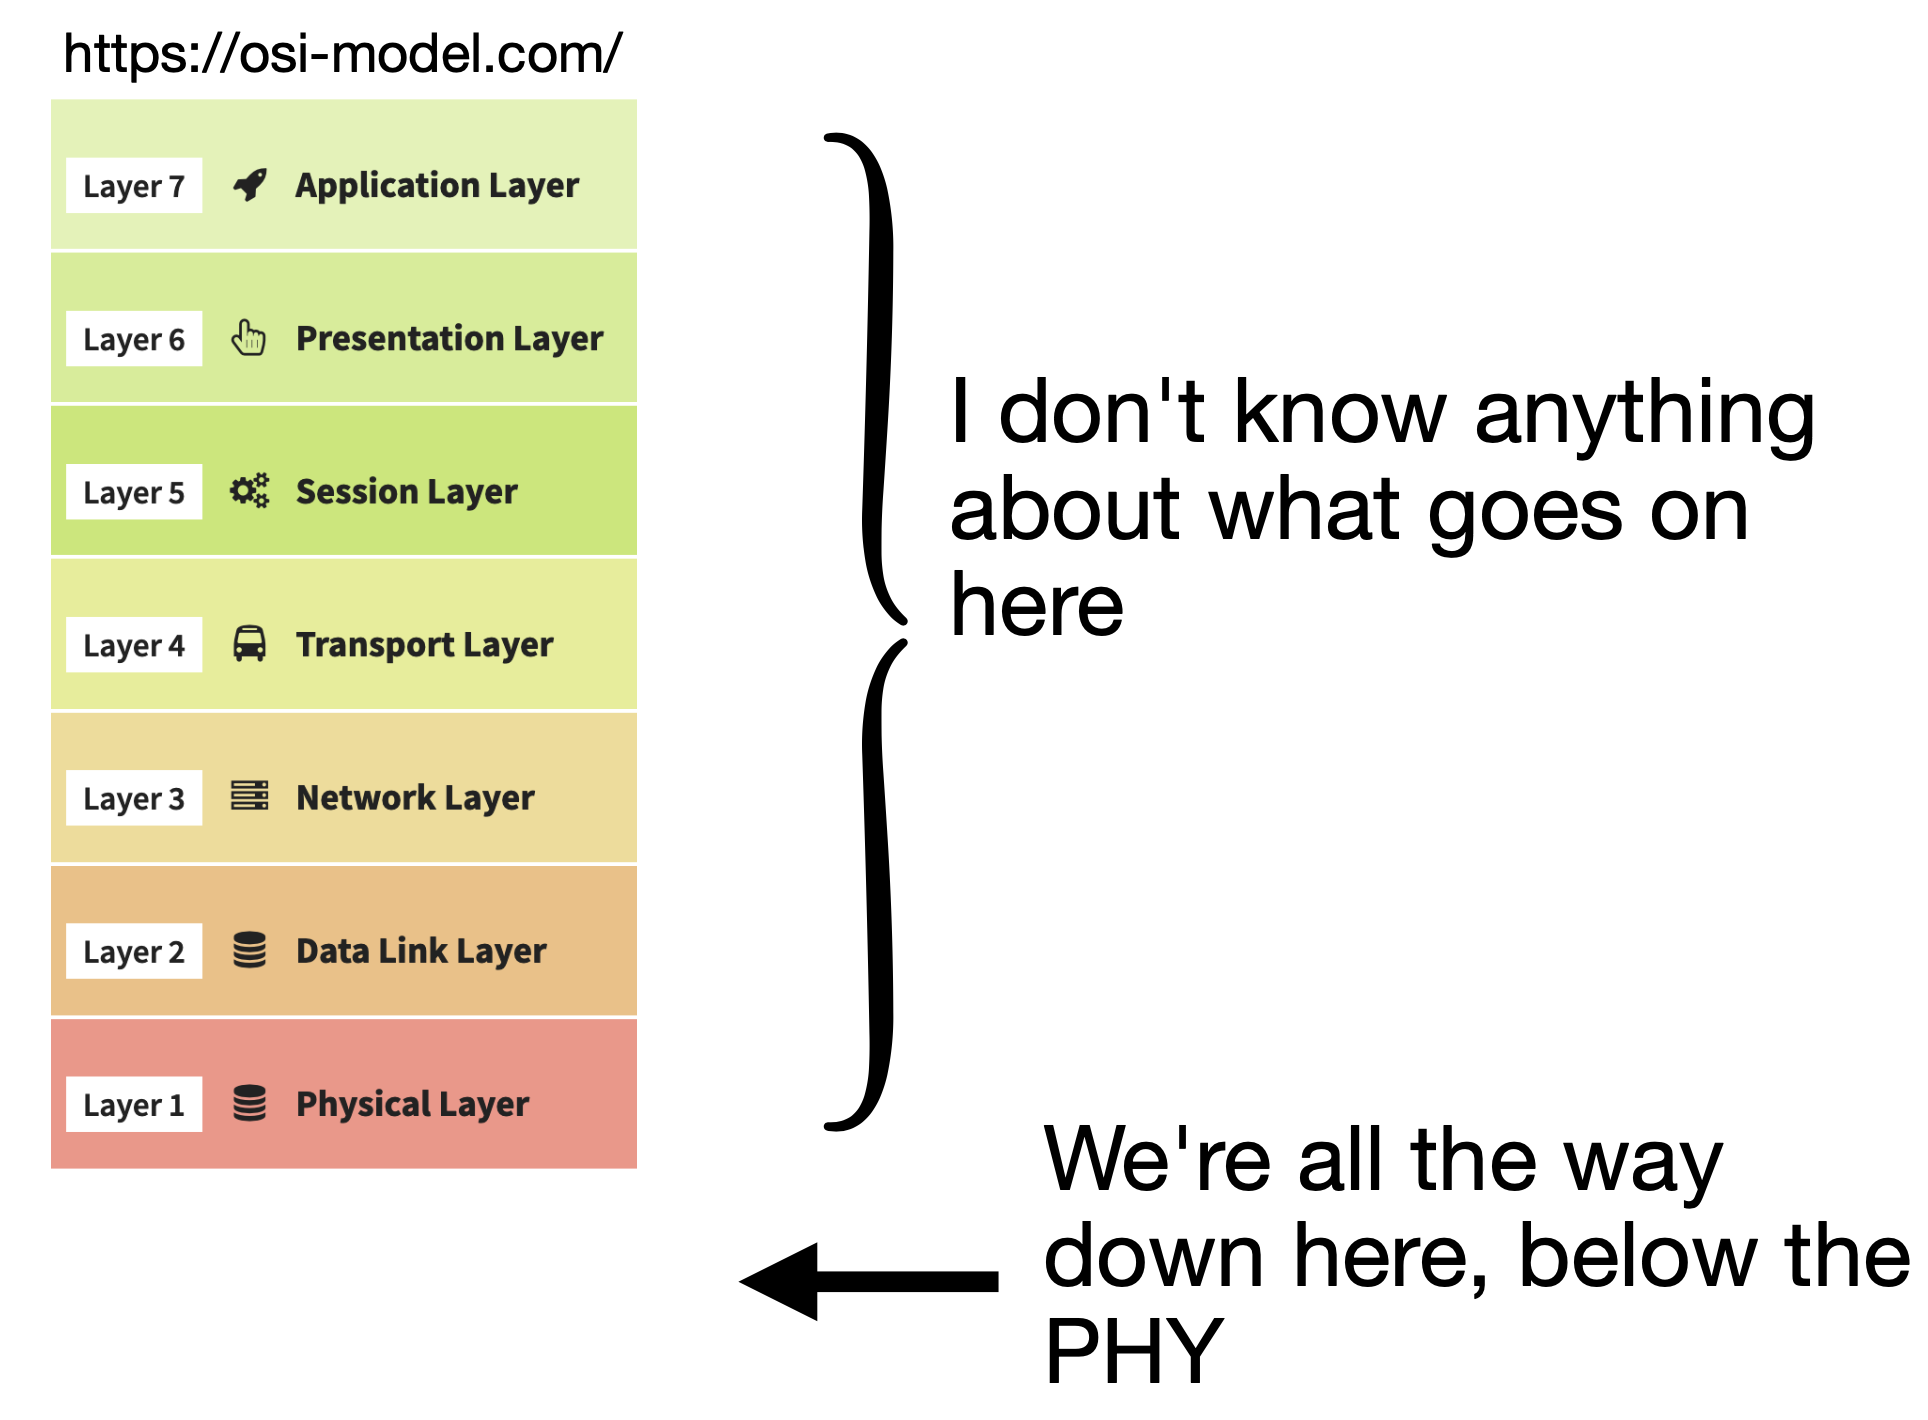 https://osi-model.com/
Layer 7 Application Layer
Layer 6 Presentation Layer
Layer 5 Session Layer
Layer 4 Transport Layer
Layer 3 Network Layer
Layer 2 Data Link Layer
Layer 1 Physical Layer
I don't know anything
about what goes on
here
We're all the way
down here, below the
PHY